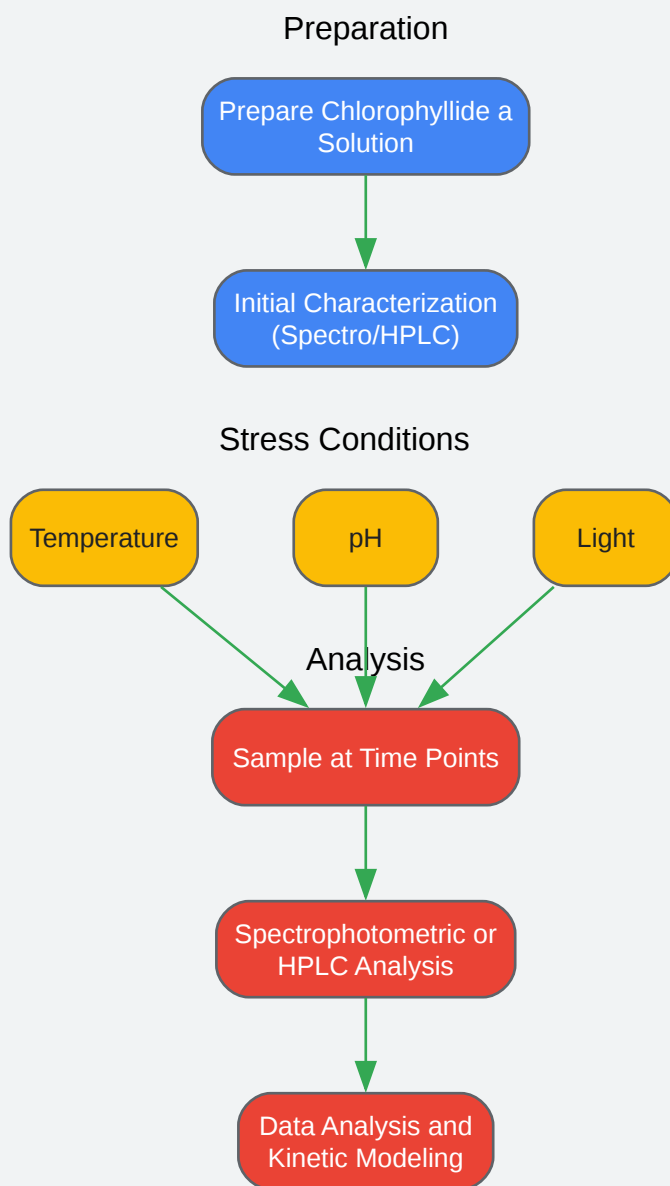 Preparation
Prepare Chlorophyllide a
Solution
Initial Characterization
(Spectro/HPLC)
Stress Conditions
Temperature
pH
Light
Analysis
Sample at Time Points
Spectrophotometric or
HPLC Analysis
Data Analysis and
Kinetic Modeling